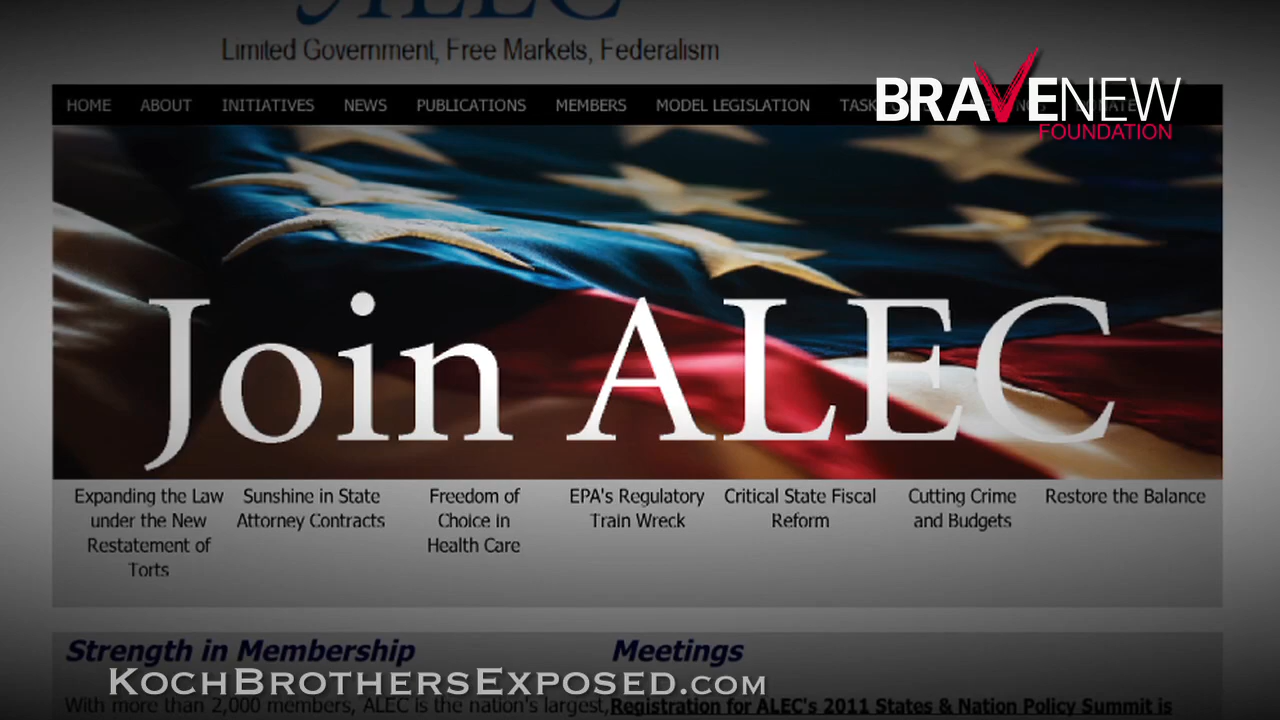 ALEC
Limited Government, Free Markets, Federalism
BRAVENEW
FOUNDATION
HOME ABOUT INITIATIVES NEWS PUBLICATIONS MEMBERS MODEL LEGISLATION
Join ALEC
Expanding the Law under the New Restatement of Torts
Sunshine in State Attorney Contracts
Freedom of Choice in Health Care
EPA's Regulatory Train Wreck
Critical State Fiscal Reform
Cutting Crime and Budgets
Restore the Balance
Strength in Membership
Meetings
KOCHBROTHERSEXPOSED.COM
With more than 2,000 members, ALEC is the nation's largest,
Registration for ALEC's 2011 States & Nation Policy Summit is